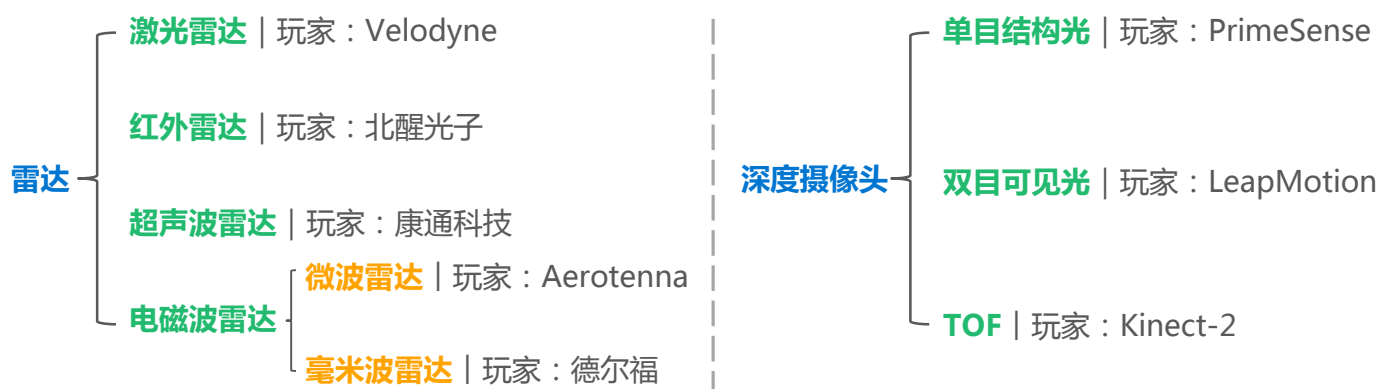 激光雷达｜玩家：Velodyne
红外雷达｜玩家：北醒光子
雷达
超声波雷达｜玩家：康通科技
微波雷达｜玩家：Aerotenna
电磁波雷达
毫米波雷达｜玩家：德尔福
单目结构光｜玩家：PrimeSense
深度摄像头
双目可见光｜玩家：LeapMotion
TOF｜玩家：Kinect-2